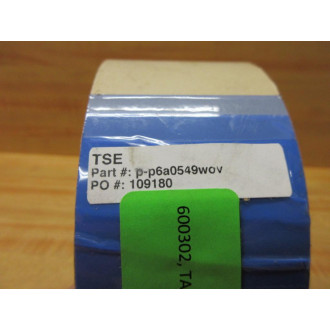 TSE
Part #: p-p6a0549wov
PO #: 109180
600302, TA